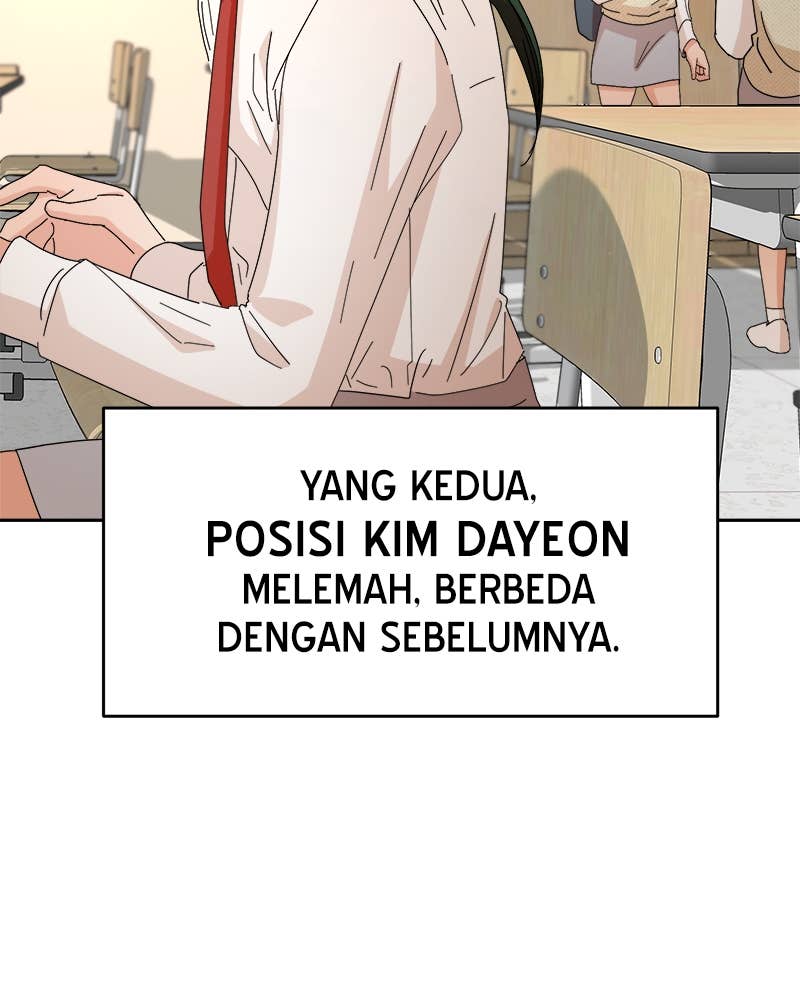 YANG KEDUA,
POSISI KIM DAYEON
MELEMAH, BERBEDA
DENGAN SEBELUMNYA.